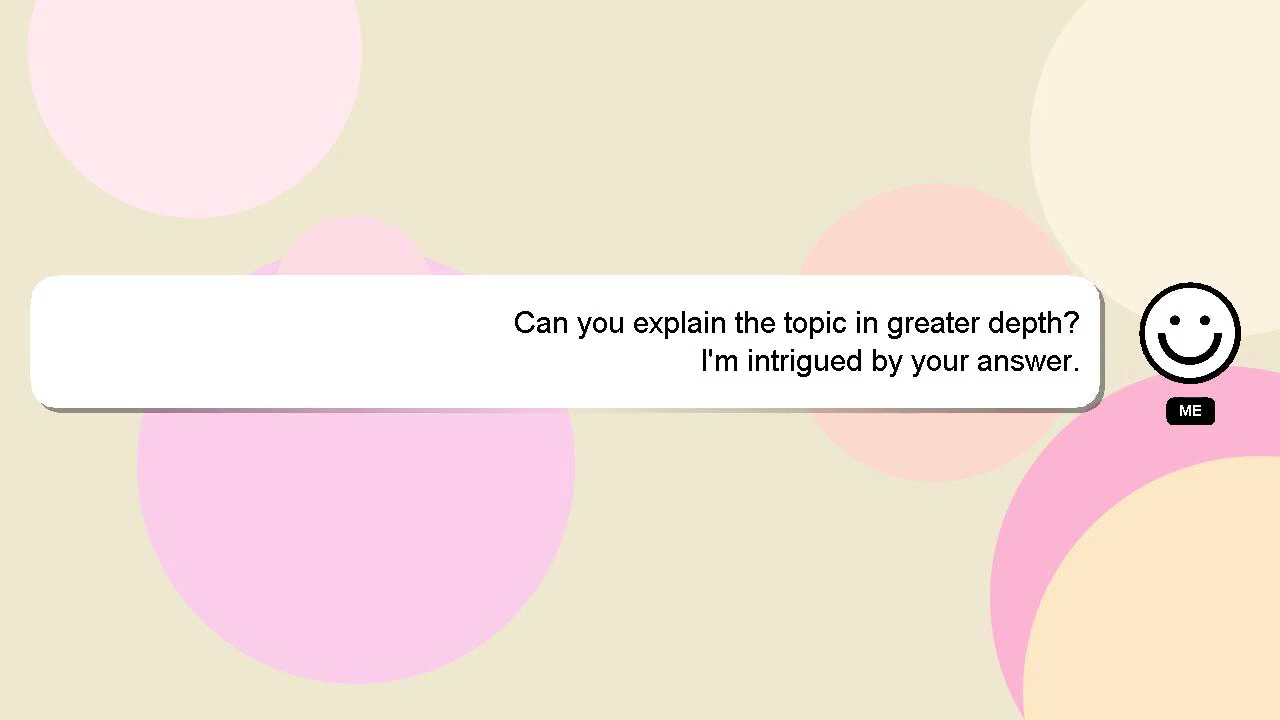 Can you explain the topic in greater depth?
I'm intrigued by your answer.
ME